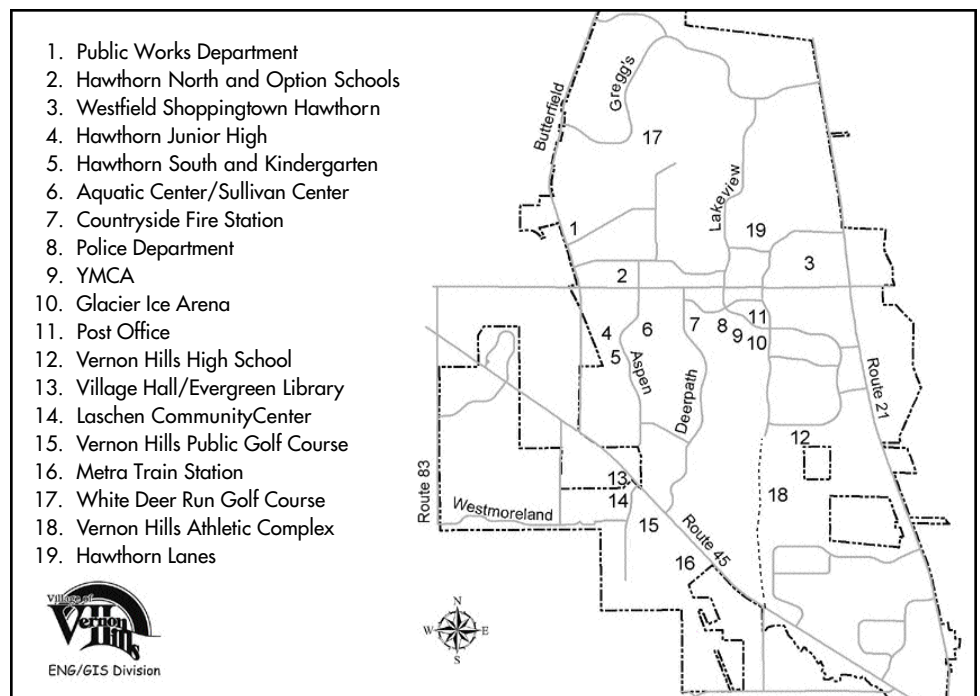 1. Public Works Department
2. Hawthorn North and Option Schools
3. Westfield Shoppingtown Hawthorn
4. Hawthorn Junior High
5. Hawthorn South and Kindergarten
6. Aquatic Center/Sullivan Center
7. Countryside Fire Station
8. Police Department
9. YMCA
10. Glacier Ice Arena
11. Post Office
12. Vernon Hills High School
13. Village Hall/Evergreen Library
14. Laschen CommunityCenter
15. Vernon Hills Public Golf Course
16. Metra Train Station
17. White Deer Run Golf Course
18. Vernon Hills Athletic Complex
19. Hawthorn Lanes
Village of
Vernon
Hills
ENG/GIS Division
N
W E
S
Gregg's
Butterfield
17
Lakeview
1
19
3
2
4
5
6
7
8
9
10
11
Aspen
Deerpath
Route 21
12
13
14
15
16
18
Route 83
Westmoreland
Route 45